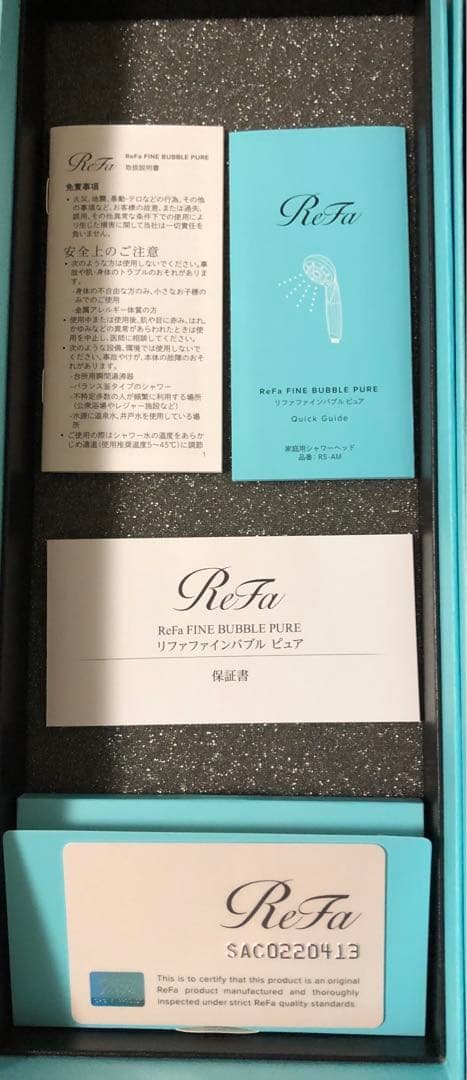 ReFa
ReFa FINE BUBBLE PURE
取扱説明書
免責事項
• 火災、地震、暴動・テロなどの行為、その他
の事項など、お客様の故意、または過失、
誤用、その他異常な条件下での使用によ
り生じた損害に関して当社は一切責任を
負いません。
安全上のご注意
• 次のような方は使用しないでください。事
故や肌・身体のトラブルのおそれがありま
す。
-身体の不自由な方のみ、小さなお子様の
みでのご使用
-金属アレルギー体質の方
• 使用中または使用後、肌や目に赤み、はれ、
かゆみなどの異常があらわれたときは使
用を中止し、医師に相談してください。
• 次のような設備、環境では使用しないで
ください。事故やけが、本体の故障のおそ
れがあります。
-台所用瞬間湯沸器
-バランス釜タイプのシャワー
-不特定多数の人が頻繁に利用する場所
(公衆浴場やレジャー施設など)
-水源に温泉水、井戸水を使用している場
所
• ご使用の際はシャワー水の温度をあらか
じめ適温(使用推奨温度5~45℃)に調節
1
ReFa
ReFa FINE BUBBLE PURE
リファファインバブル ピュア
Quick Guide
家庭用シャワーヘッド
品番: RS-AM
ReFa
ReFa FINE BUBBLE PURE
リファファインバブル ピュア
保証書
ReFa
SAC0220413
This is to certify that this product is an original
ReFa product manufactured and thoroughly
inspected under strict ReFa quality standards.